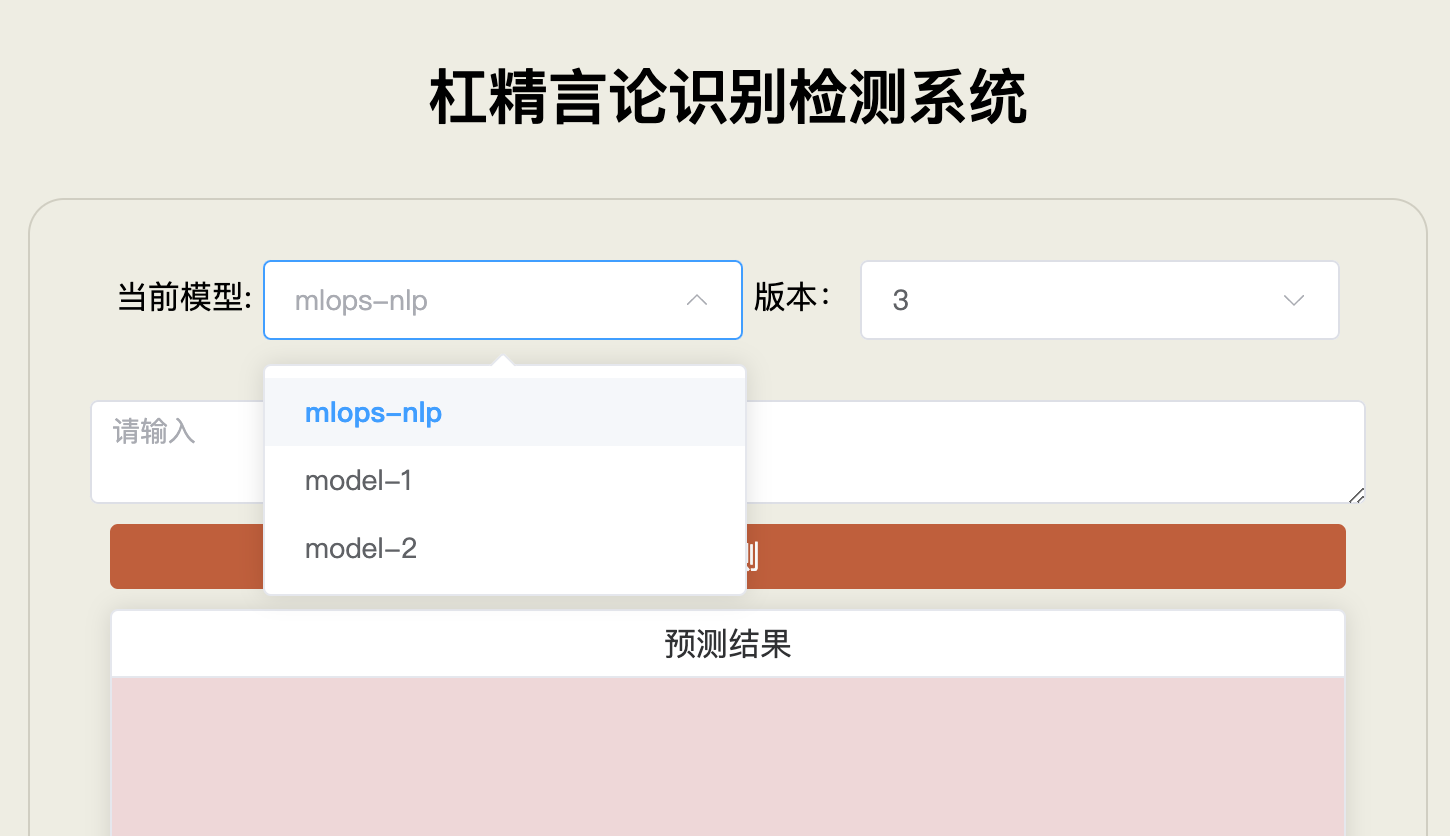 杠精言论识别检测系统
当前模型: mlops-nlp 版本： 3
请输入
mlops-nlp
model-1
model-2
预测结果